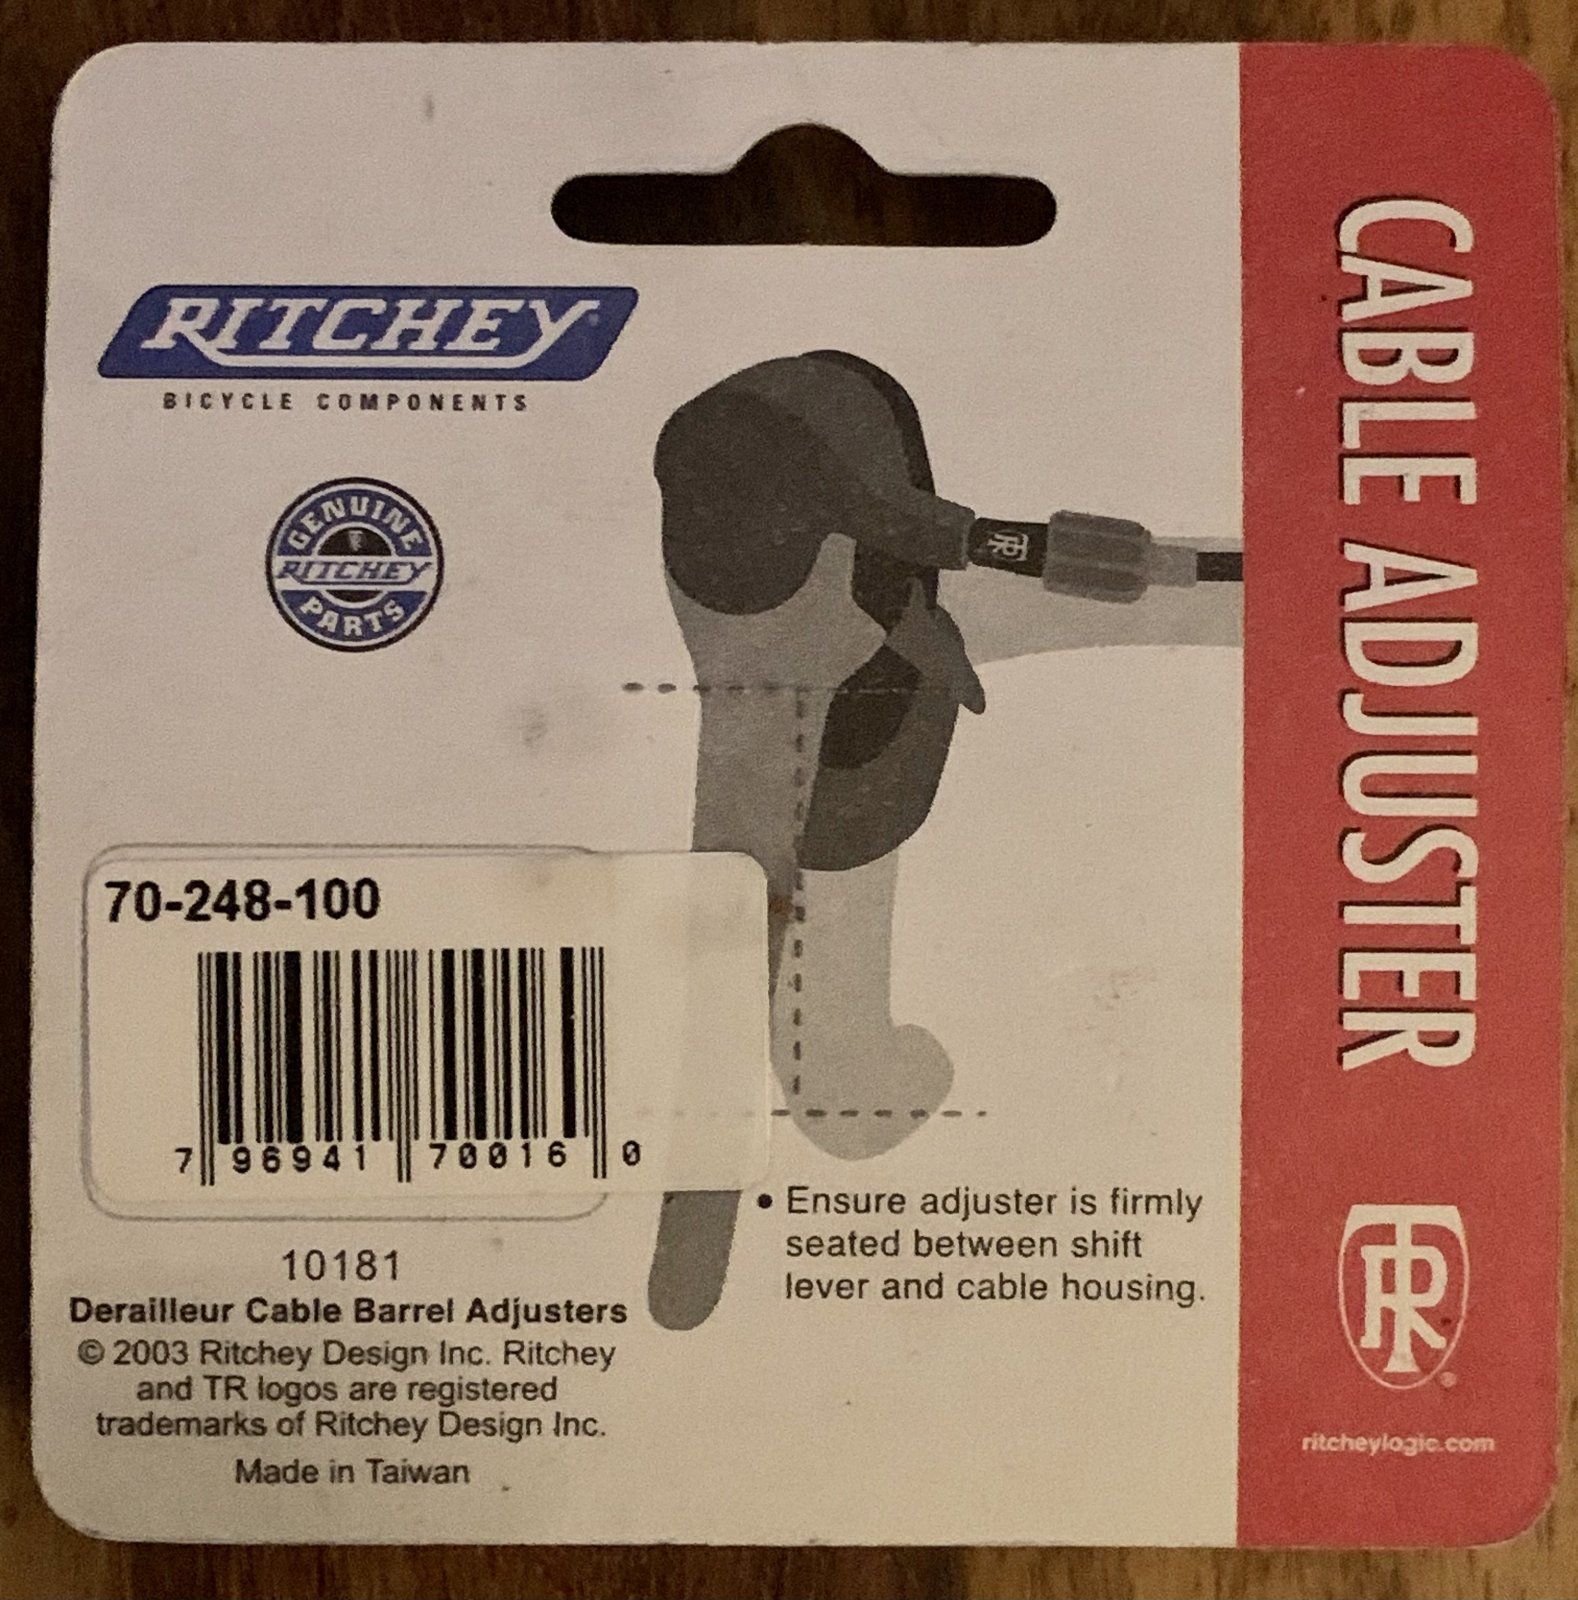 RITCHEY
BICYCLE COMPONENTS
GENUINE
RITCHEY
PARTS
TR
70-248-100
7 96941 70016 0
10181
Derailleur Cable Barrel Adjusters
© 2003 Ritchey Design Inc. Ritchey
and TR logos are registered
trademarks of Ritchey Design Inc.
Made in Taiwan
• Ensure adjuster is firmly
seated between shift
lever and cable housing.
CABLE ADJUSTER
TR®
ritcheylogic.com